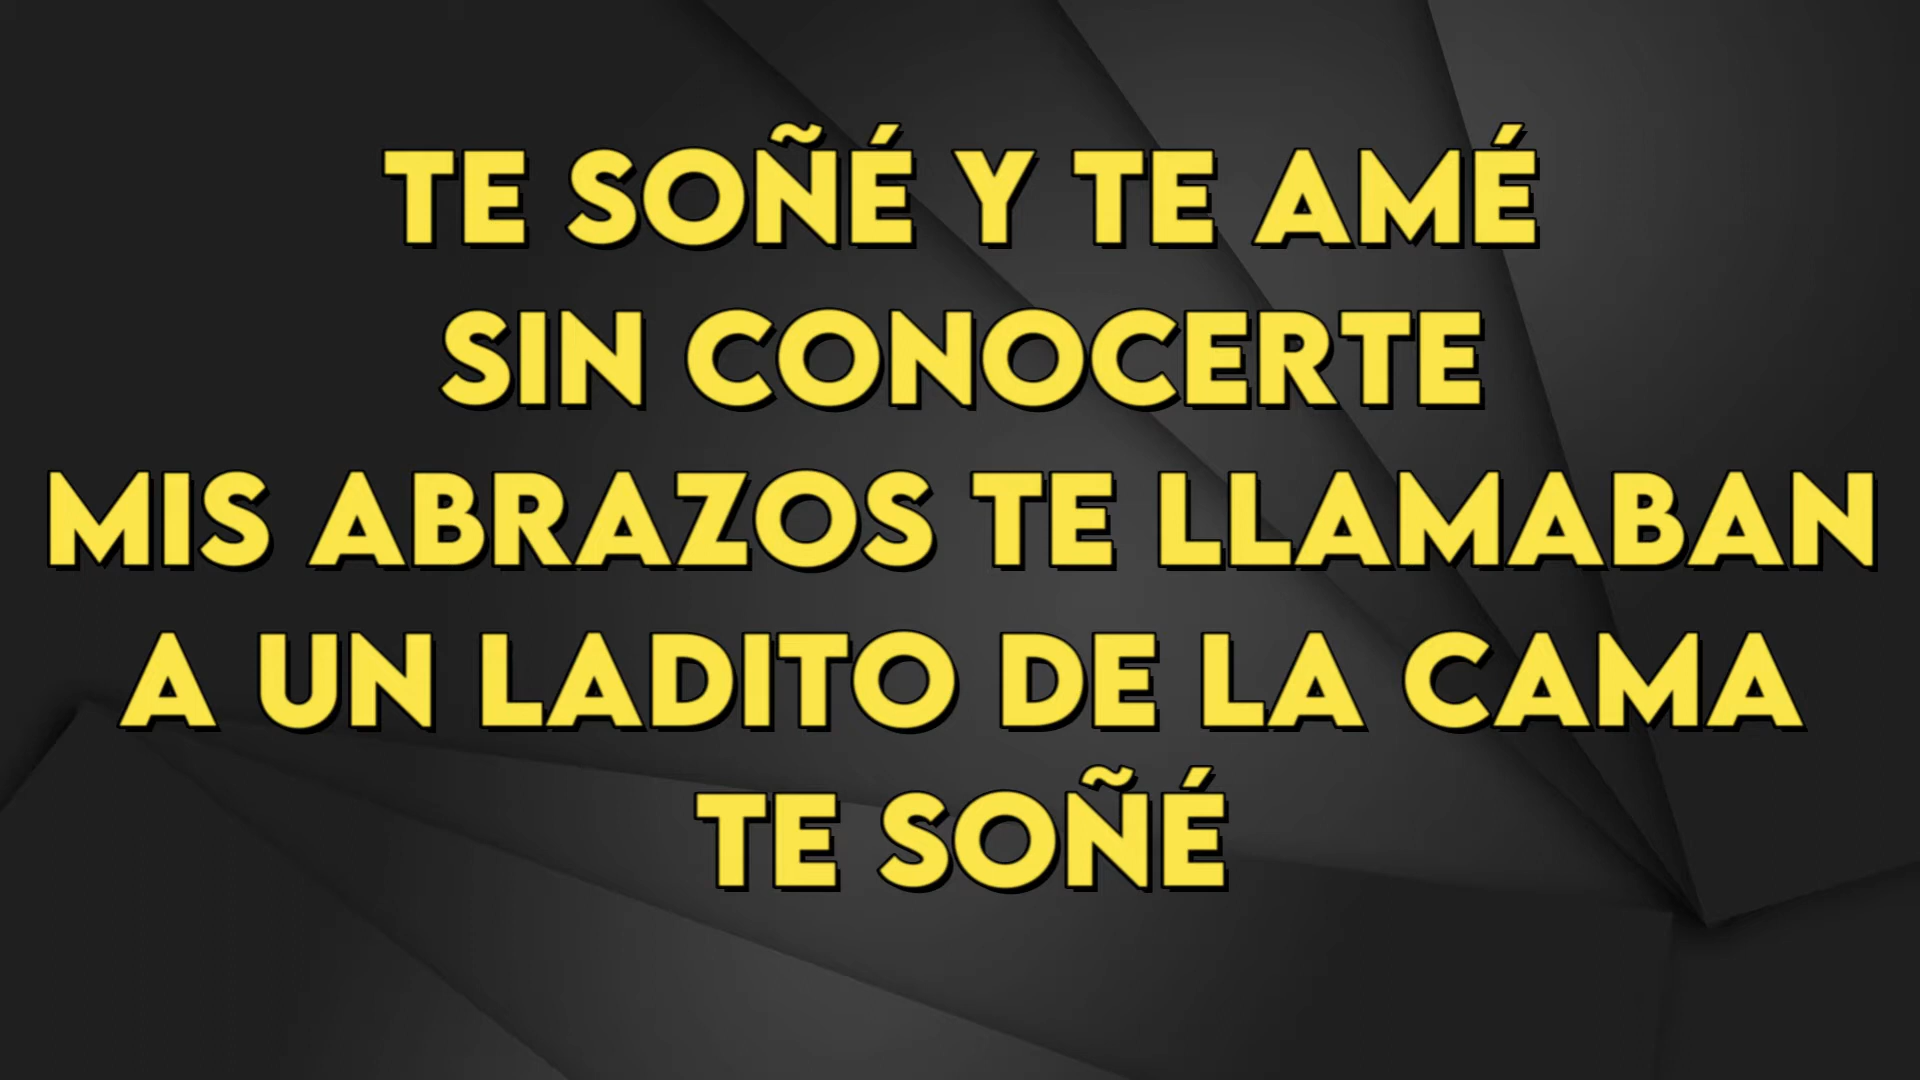 TE SOÑÉ Y TE AMÉ
SIN CONOCERTE
MIS ABRAZOS TE LLAMABAN
A UN LADITO DE LA CAMA
TE SOÑÉ